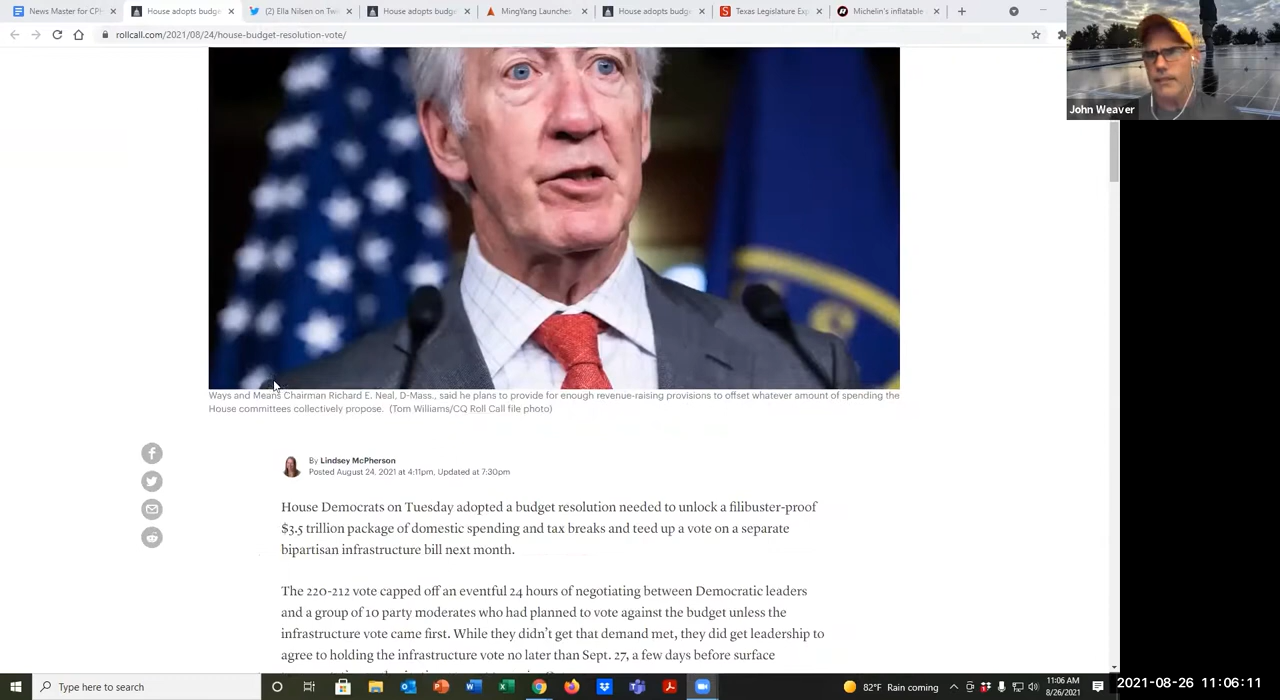 News Master for CPH
House adopts budg
(2) Ella Nilsen on Tw
House adopts budg
MingYang Launches
House adopts budg
Texas Legislature Exp
Michelin's inflatable
rollcall.com/2021/08/24/house-budget-resolution-vote/
John Weaver
Ways and Means Chairman Richard E. Neal, D-Mass., said he plans to provide for enough revenue-raising provisions to offset whatever amount of spending the
House committees collectively propose. (Tom Williams/CQ Roll Call file photo)
By Lindsey McPherson
Posted August 24, 2021 at 4:11pm, Updated at 7:30pm
House Democrats on Tuesday adopted a budget resolution needed to unlock a filibuster-proof
$3.5 trillion package of domestic spending and tax breaks and teed up a vote on a separate
bipartisan infrastructure bill next month.
The 220-212 vote capped off an eventful 24 hours of negotiating between Democratic leaders
and a group of 10 party moderates who had planned to vote against the budget unless the
infrastructure vote came first. While they didn't get that demand met, they did get leadership to
agree to holding the infrastructure vote no later than Sept. 27, a few days before surface
Type here to search
82°F Rain coming
11:06 AM
8/26/2021
2021-08-26 11:06:11